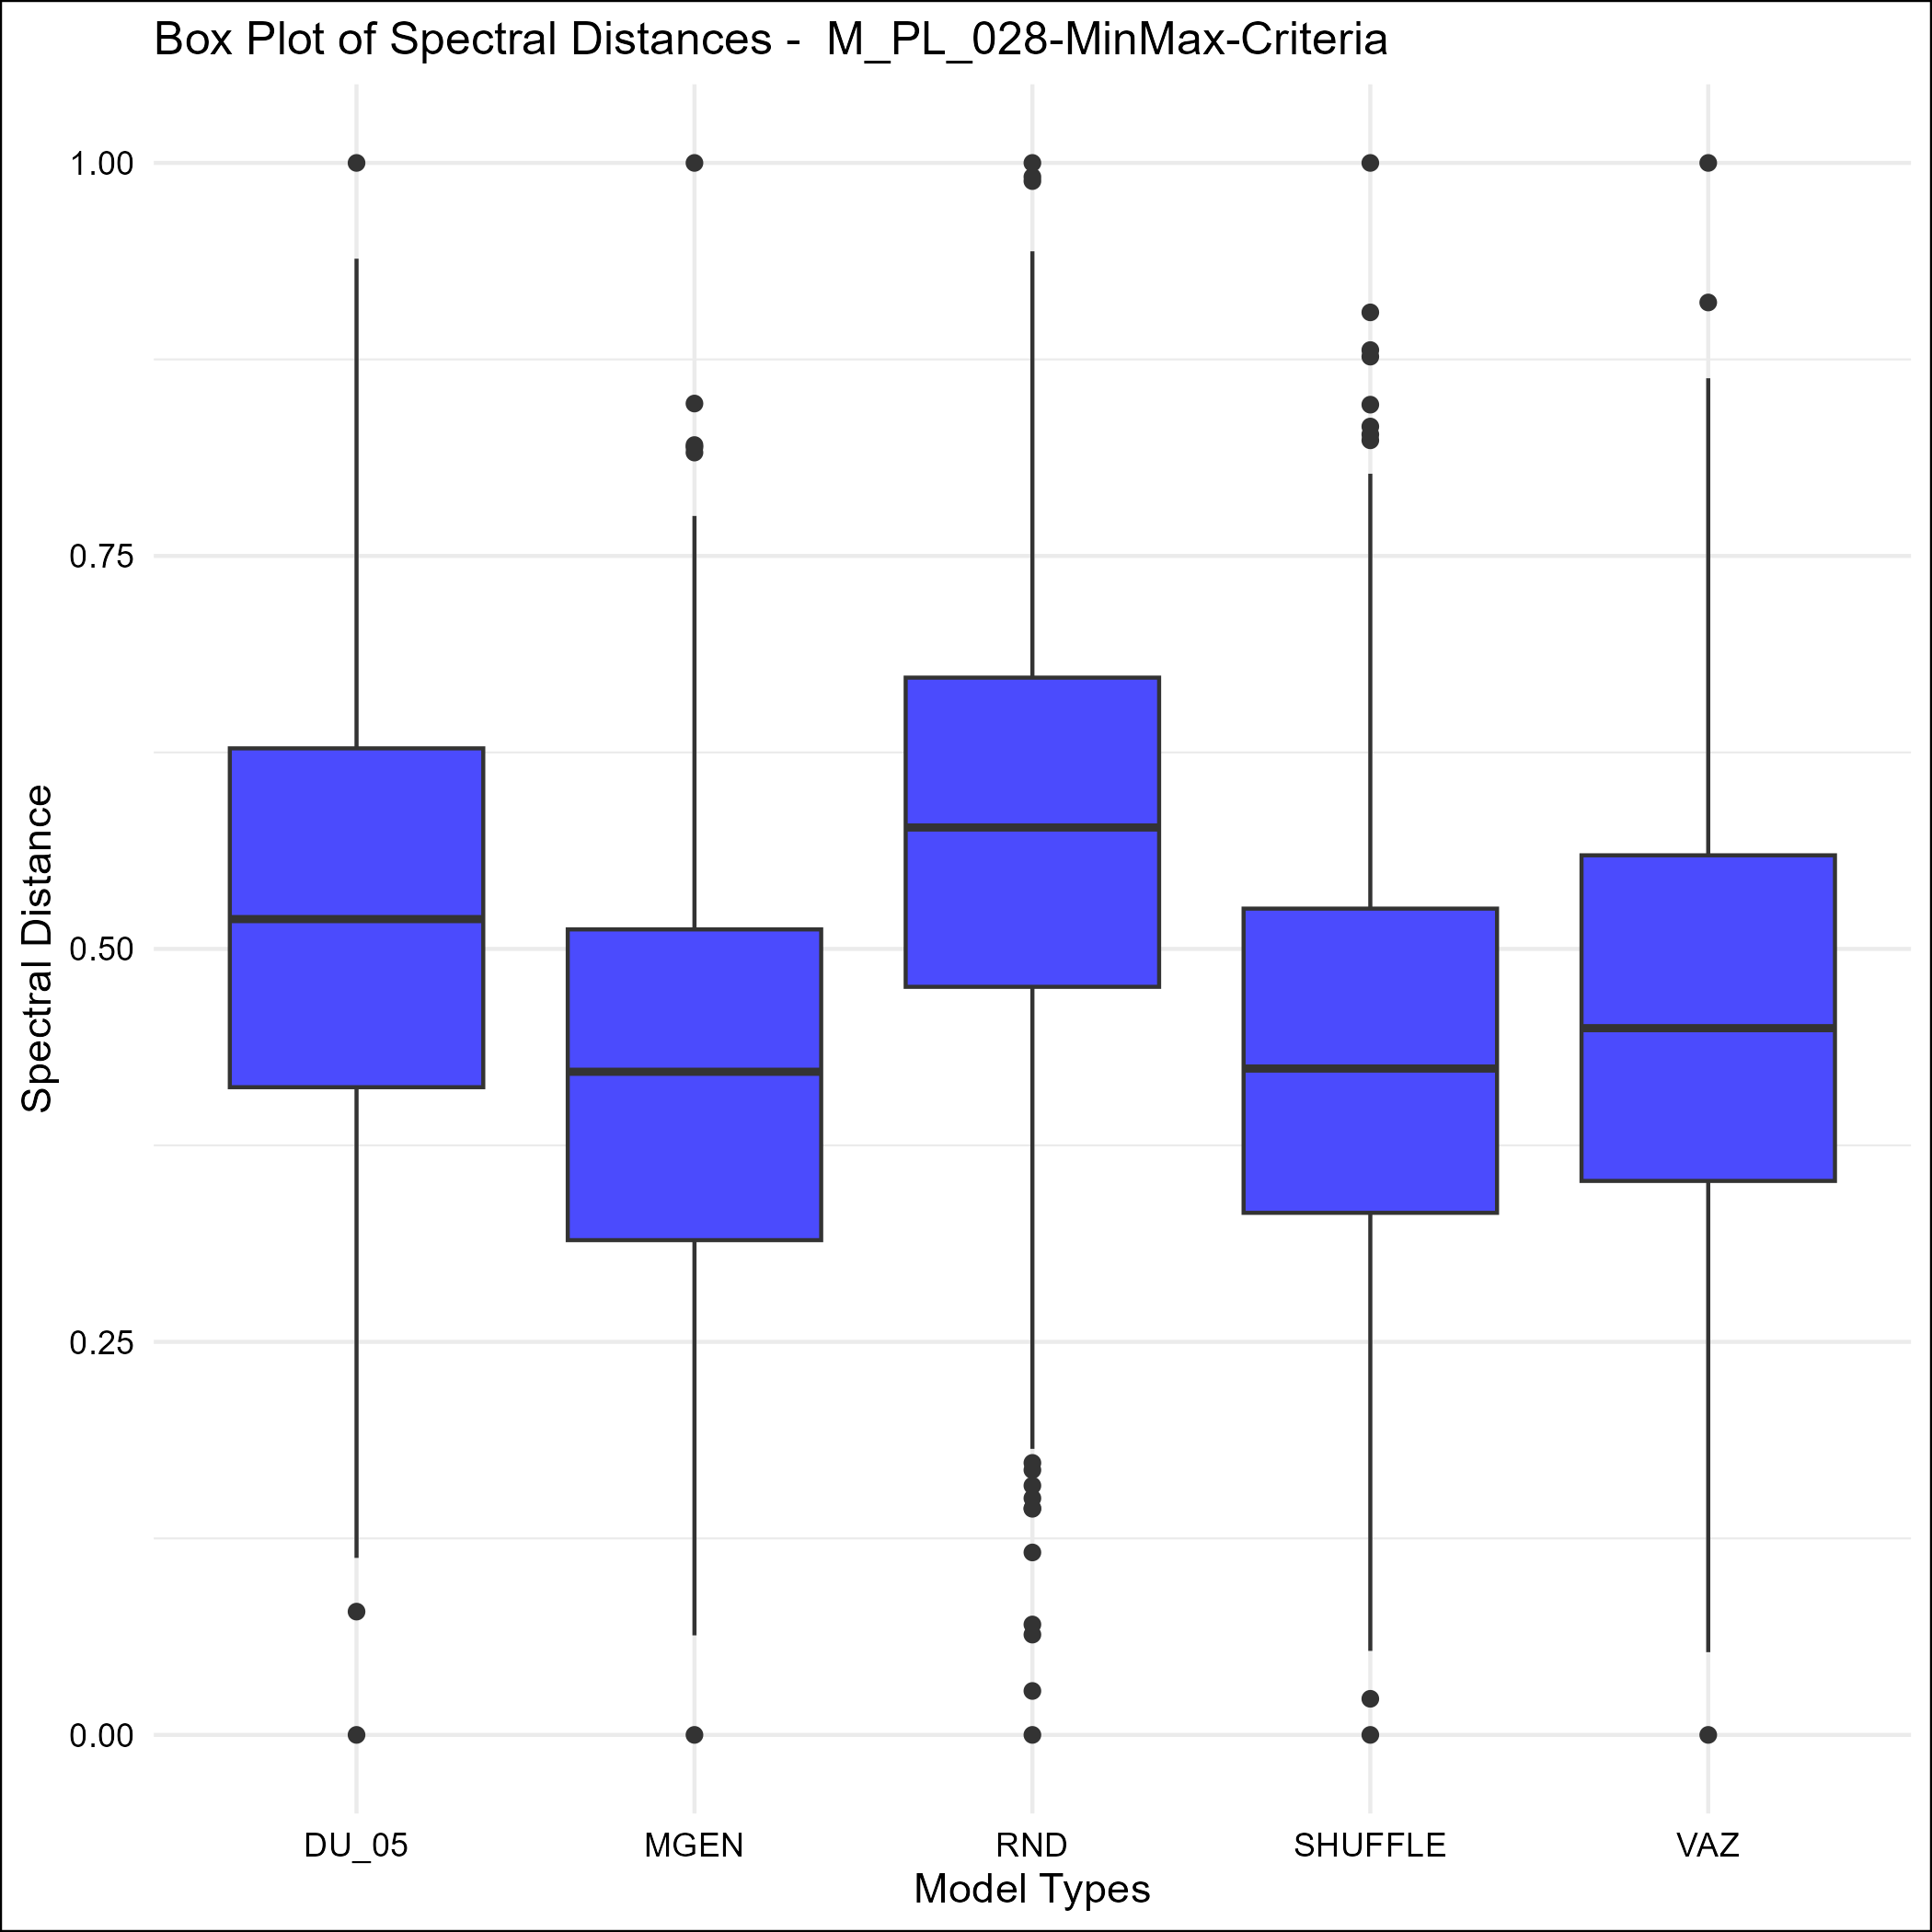 Box Plot of Spectral Distances -  M_PL_028-MinMax-Criteria
Spectral Distance
1.00
0.75
0.50
0.25
0.00
DU_05
MGEN
RND
SHUFFLE
VAZ
Model Types